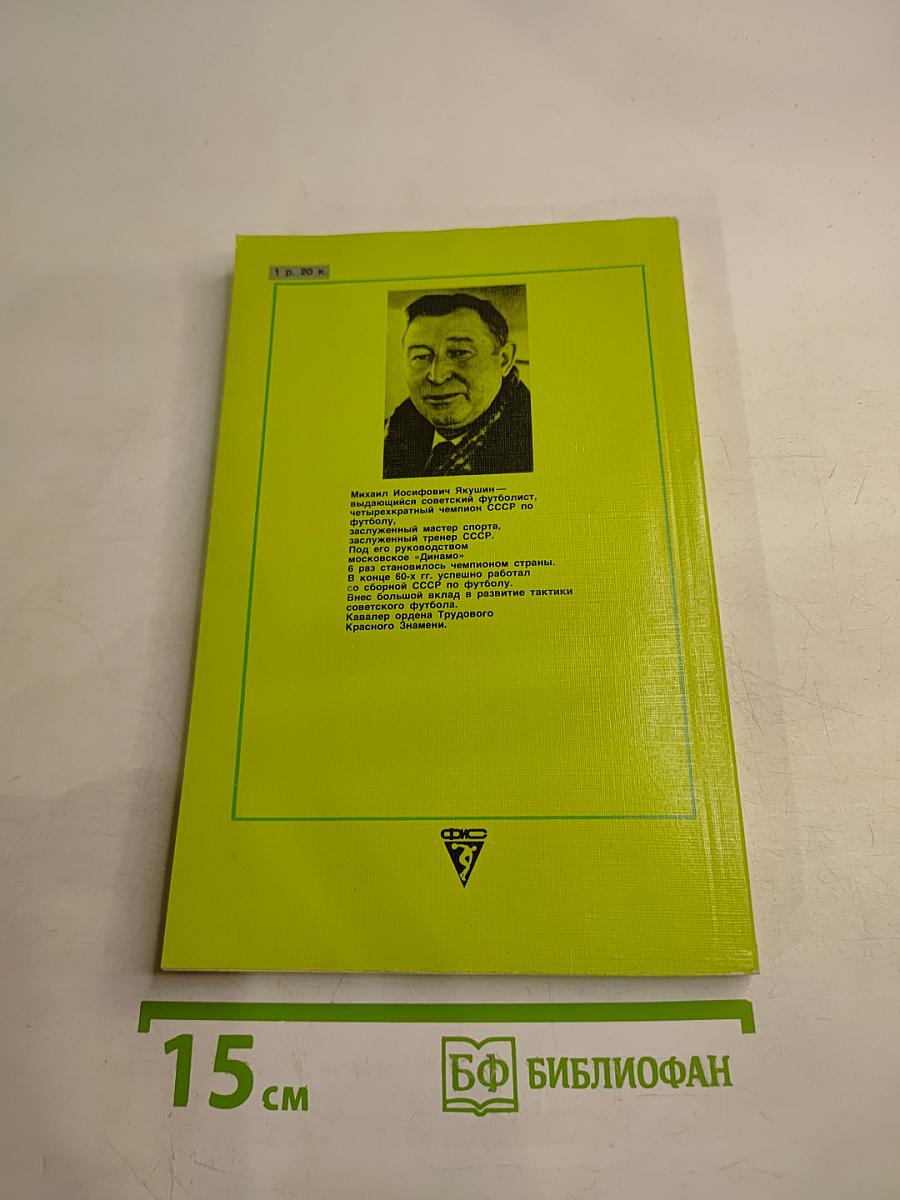 1 р. 20 к.
Михаил Иосифович Якушин—
выдающийся советский футболист,
четырехкратный чемпион СССР по
футболу,
заслуженный мастер спорта,
заслуженный тренер СССР.
Под его руководством
московское «Динамо»
6 раз становилось чемпионом страны.
В конце 60-х гг. успешно работал
со сборной СССР по футболу.
Внес большой вклад в развитие тактики
советского футбола.
Кавалер ордена Трудового
Красного Знамени.
ФиС
15 см
БФ БИБЛИОФАН